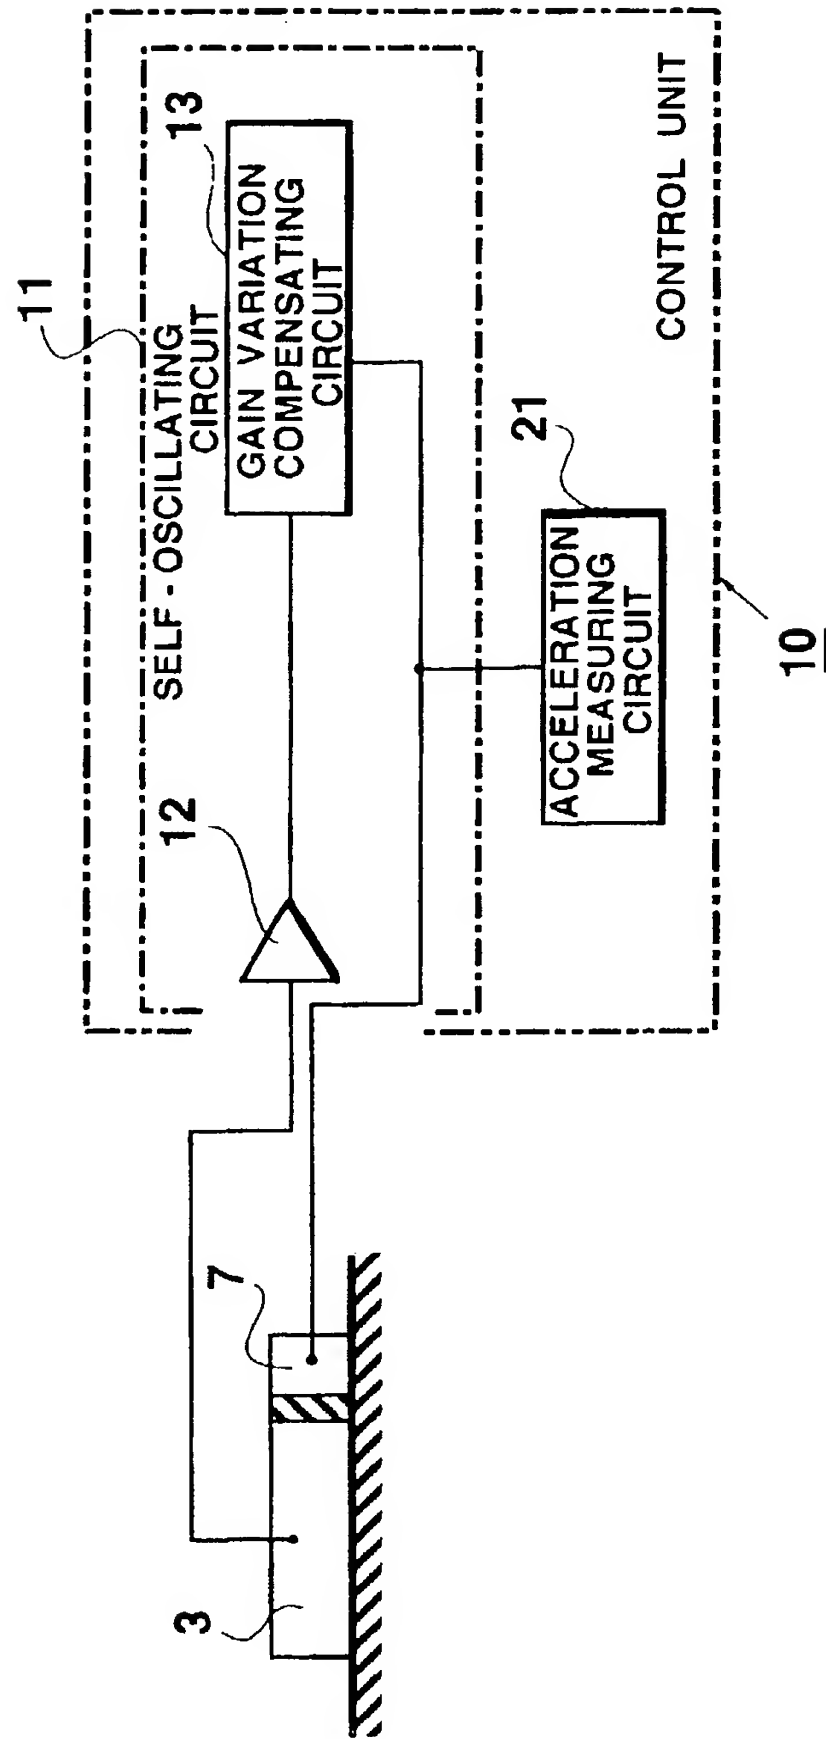 11
SELF-OSCILLATING
CIRCUIT
13
GAIN VARIATION
COMPENSATING
CIRCUIT
12
7
3
21
ACCELERATION
MEASURING
CIRCUIT
CONTROL UNIT
10